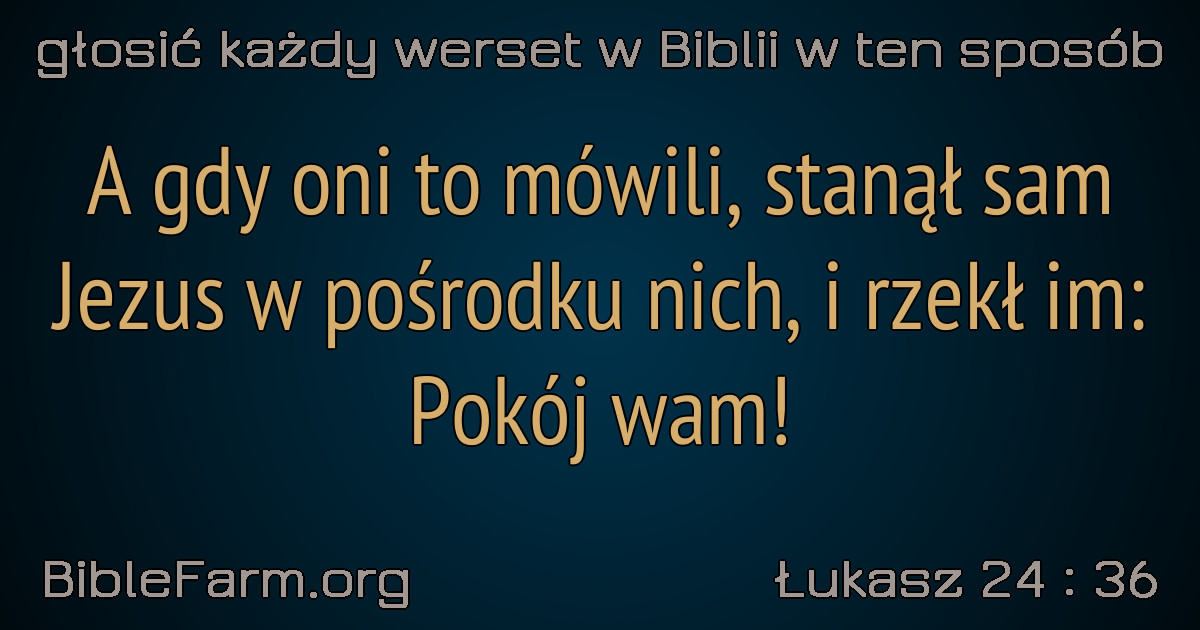 głosić każdy werset w Biblii w ten sposób
A gdy oni to mówili, stanął sam
Jezus w pośrodku nich, i rzekł im:
Pokój wam!
BibleFarm.org
Łukasz 24 : 36